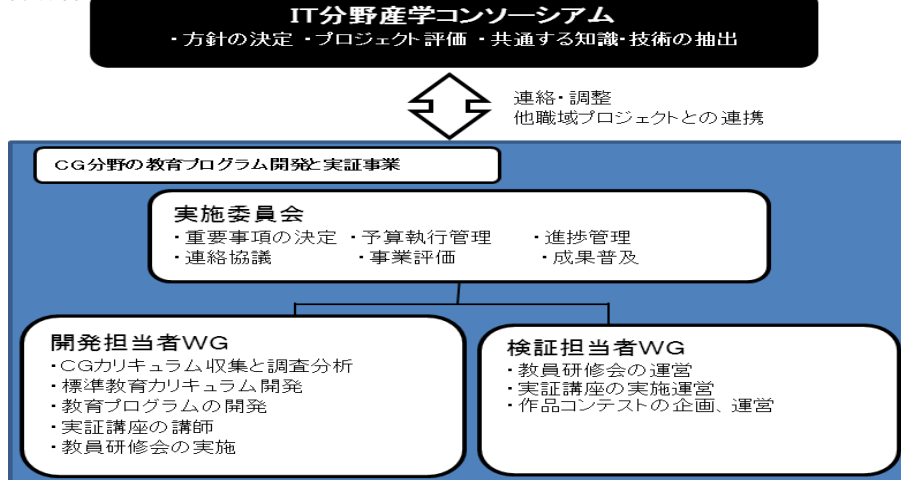 IT分野産学コンソーシアム
・方針の決定 ・プロジェクト評価 ・共通する知識・技術の抽出
連絡・調整
他職域プロジェクトとの連携
CG分野の教育プログラム開発と実証事業
実施委員会
・重要事項の決定 ・予算執行管理 ・進捗管理
・連絡協議 ・事業評価 ・成果普及
開発担当者WG
・CGカリキュラム収集と調査分析
・標準教育カリキュラム開発
・教育プログラムの開発
・実証講座の講師
・教員研修会の実施
検証担当者WG
・教員研修会の運営
・実証講座の実施運営
・作品コンテストの企画、運営